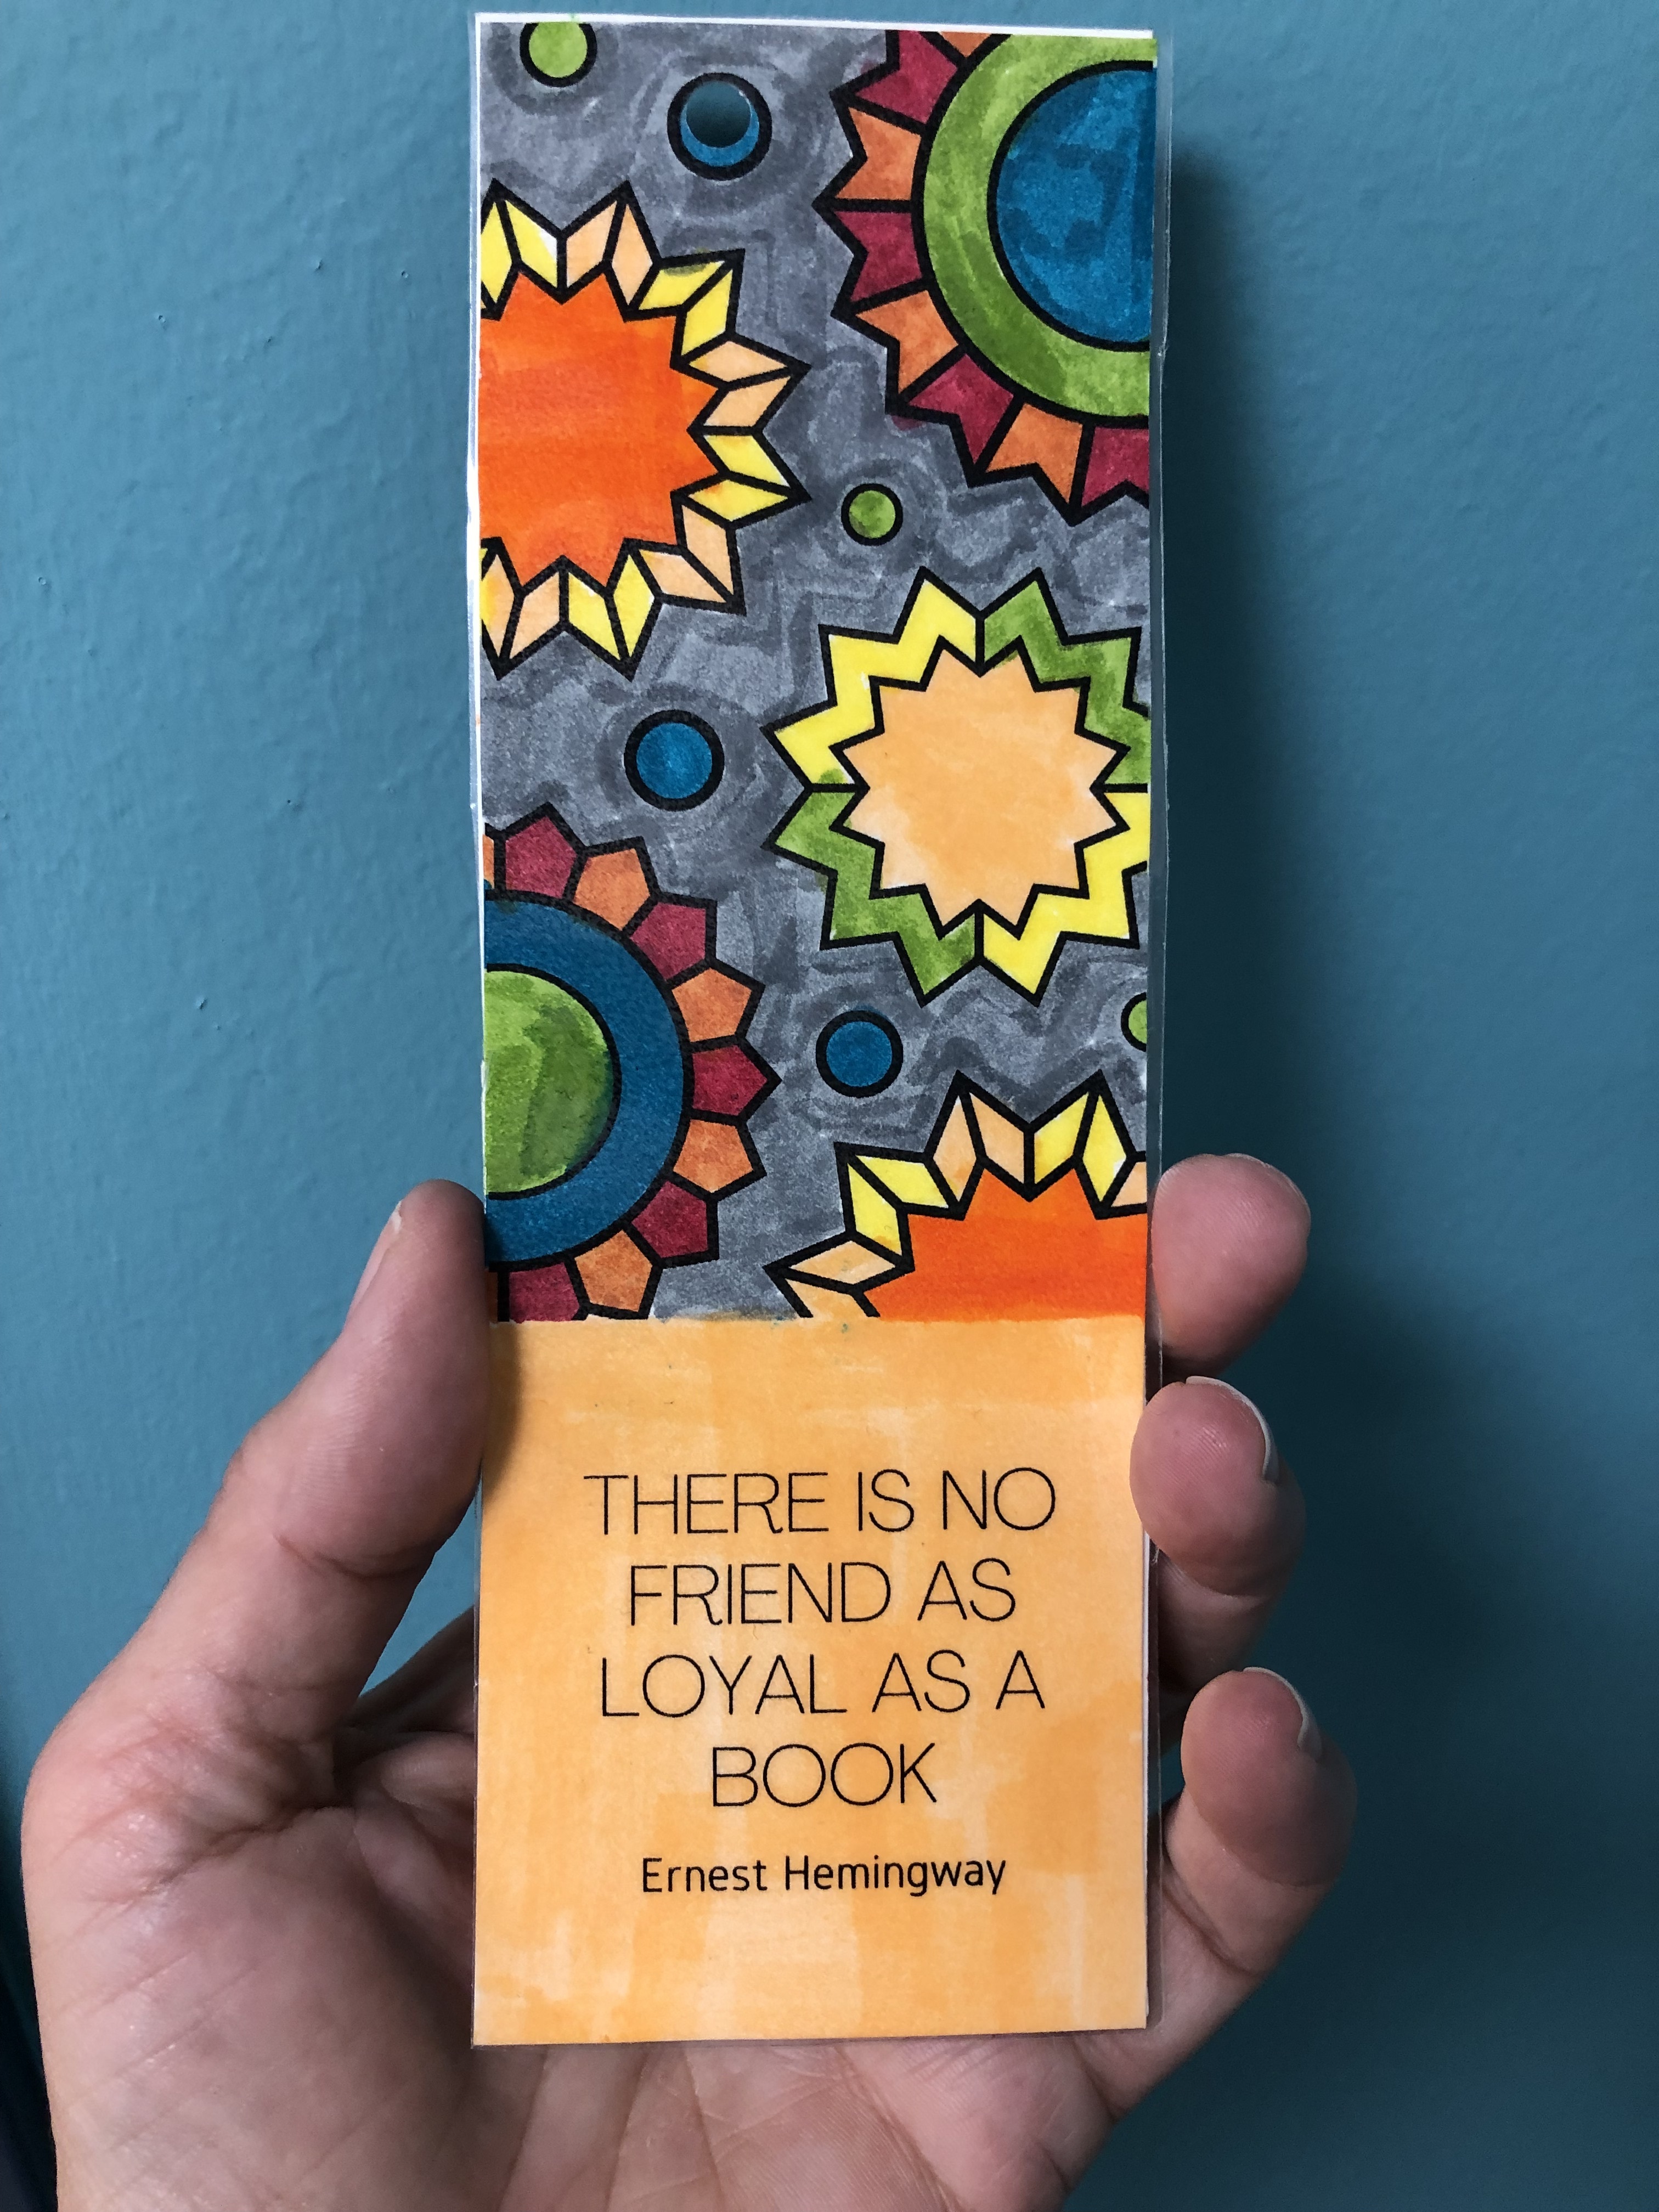 THERE IS NO
FRIEND AS
LOYAL AS A
BOOK
Ernest Hemingway